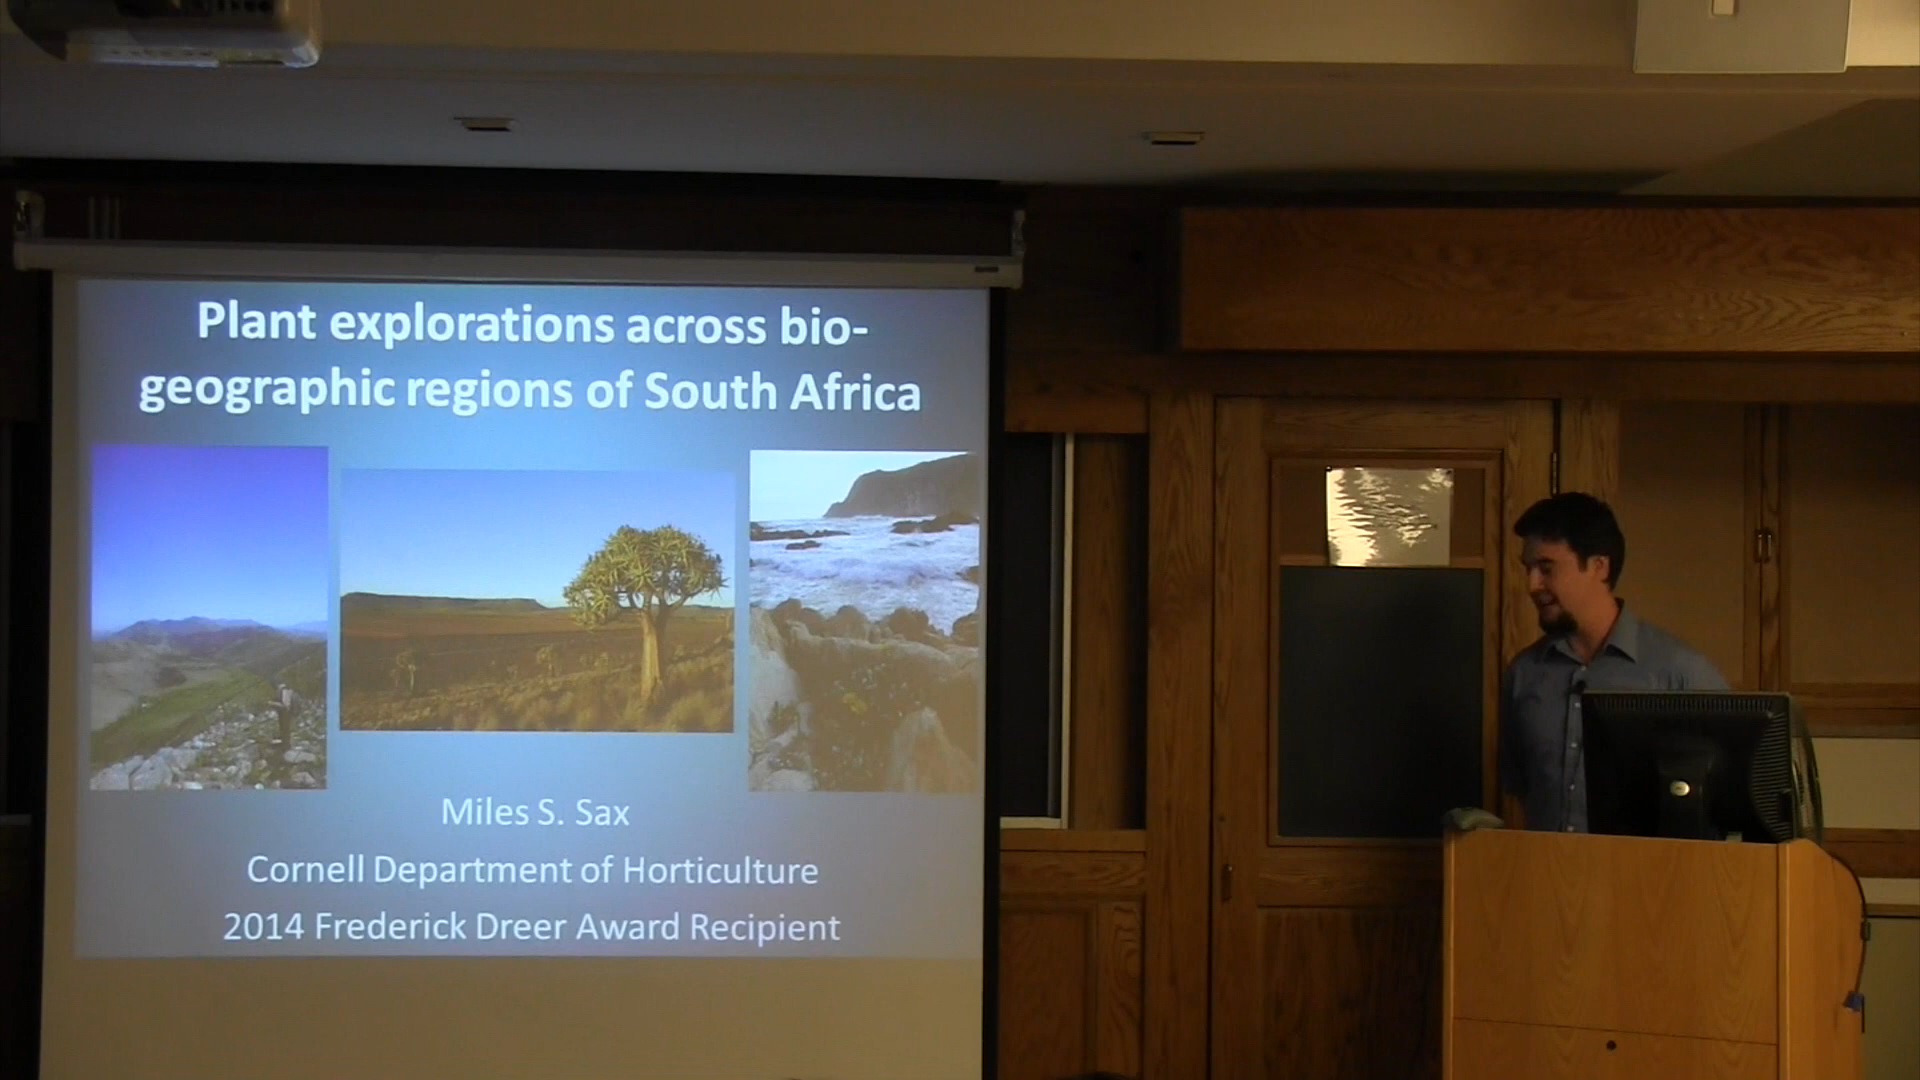 Plant explorations across bio-
geographic regions of South Africa
Miles S. Sax
Cornell Department of Horticulture
2014 Frederick Dreer Award Recipient